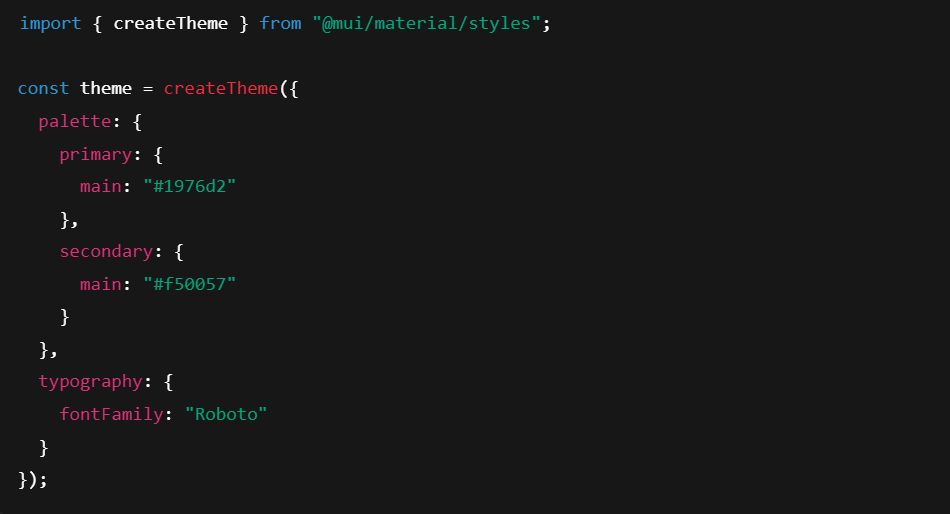 import { createTheme } from "@mui/material/styles";

const theme = createTheme({
  palette: {
    primary: {
      main: "#1976d2"
    },
    secondary: {
      main: "#f50057"
    }
  },
  typography: {
    fontFamily: "Roboto"
  }
});